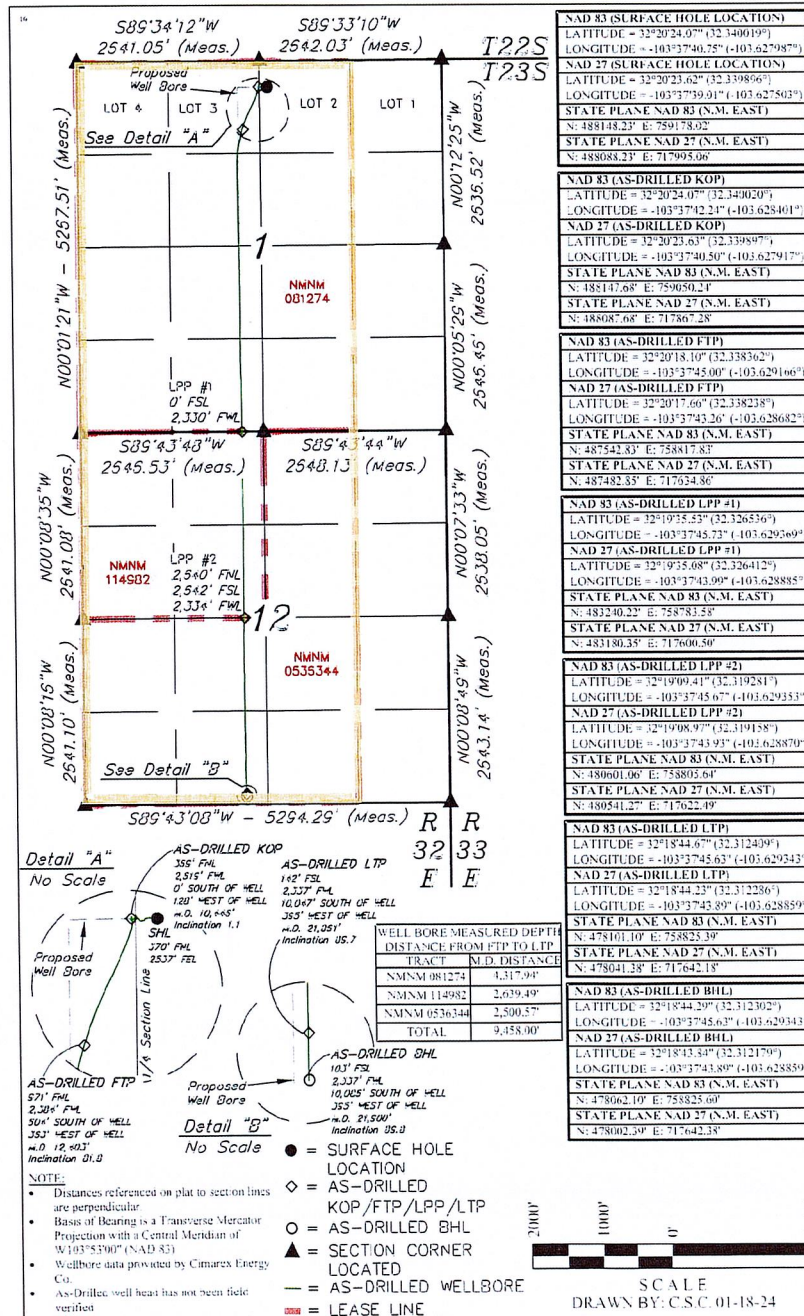 16
S89°34'12"W
2541.05' (Meas.)
S89°33'10"W
2542.03' (Meas.)
T22S
T23S
Proposed
Well Bore
LOT 4
LOT 3
LOT 2
LOT 1
See Detail "A"
N00°01'21"W - 5267.51' (Meas.)
N00°12'25"W
2636.52' (Meas.)
1
NMNM
081274
N00°05'29"W
2545.45' (Meas.)
LPP #1
0' FSL
2,330' FWL
S89°43'48"W
2646.53' (Meas.)
S89°43'44"W
2648.13' (Meas.)
N00°08'35"W
2541.08' (Meas.)
N00°07'33"W
2638.05' (Meas.)
NMNM
114982
LPP #2
2,640' FNL
2,542' FSL
2,334' FWL
12
NMNM
0536344
N00°08'16"W
2541.10' (Meas.)
N00°08'49"W
2543.14' (Meas.)
See Detail "B"
S89°43'08"W - 5294.29' (Meas.)
R R
32 33
E E
Detail "A"
No Scale
AS-DRILLED KOP
355' FNL
2,515' FWL
0' SOUTH OF WELL
128' WEST OF WELL
M.D. 10,665'
Inclination 1.1
Proposed
Well Bore
SHL
370' FNL
2537' FEL
1/4 Section Line
AS-DRILLED FTP
971' FNL
2,304' FWL
506' SOUTH OF WELL
353' WEST OF WELL
M.D. 12,403'
Inclination 81.8
AS-DRILLED LTP
142' FSL
2,337' FWL
10,047' SOUTH OF WELL
355' WEST OF WELL
M.D. 21,851'
Inclination 85.7
Proposed
Well Bore
AS-DRILLED BHL
103' FSL
2,337' FWL
10,085' SOUTH OF WELL
355' WEST OF WELL
M.D. 21,900'
Inclination 85.8
Detail "B"
No Scale
WELL BORE MEASURED DEPTH
DISTANCE FROM FTP TO LTP
TRACT M.D. DISTANCE
NMNM 081274 4,317.94'
NMNM 114982 2,639.49'
NMNM 0536344 2,500.57'
TOTAL 9,458.00'
NOTE:
• Distances referenced on plat to section lines
are perpendicular.
• Basis of Bearing is a Transverse Mercator
Projection with a Central Meridian of
W103°53'00" (NAD 83)
• Wellbore data provided by Cimarex Energy
Co.
• As-Drilled well head has not been field
verified
● = SURFACE HOLE
LOCATION
◇ = AS-DRILLED
KOP/FTP/LPP/LTP
○ = AS-DRILLED BHL
▲ = SECTION CORNER
LOCATED
— = AS-DRILLED WELLBORE
= LEASE LINE
NAD 83 (SURFACE HOLE LOCATION)
LATITUDE = 32°20'24.07" (32.340019°)
LONGITUDE = -103°37'40.75" (-103.627987°)
NAD 27 (SURFACE HOLE LOCATION)
LATITUDE = 32°20'23.62" (32.339896°)
LONGITUDE = -103°37'39.01" (-103.627503°)
STATE PLANE NAD 83 (N.M. EAST)
N: 488148.23' E: 759178.02'
STATE PLANE NAD 27 (N.M. EAST)
N: 488088.23' E: 717995.06'
NAD 83 (AS-DRILLED KOP)
LATITUDE = 32°20'24.07" (32.340020°)
LONGITUDE = -103°37'42.24" (-103.628401°)
NAD 27 (AS-DRILLED KOP)
LATITUDE = 32°20'23.63" (32.339897°)
LONGITUDE = -103°37'40.50" (-103.627917°)
STATE PLANE NAD 83 (N.M. EAST)
N: 488147.68' E: 759050.24'
STATE PLANE NAD 27 (N.M. EAST)
N: 488087.68' E: 717867.28'
NAD 83 (AS-DRILLED FTP)
LATITUDE = 32°20'18.10" (32.338362°)
LONGITUDE = -103°37'45.00" (-103.629166°)
NAD 27 (AS-DRILLED FTP)
LATITUDE = 32°20'17.66" (32.338238°)
LONGITUDE = -103°37'43.26" (-103.628682°)
STATE PLANE NAD 83 (N.M. EAST)
N: 487542.83' E: 758817.83'
STATE PLANE NAD 27 (N.M. EAST)
N: 487482.85' E: 717634.86'
NAD 83 (AS-DRILLED LPP #1)
LATITUDE = 32°19'35.53" (32.326536°)
LONGITUDE = -103°37'45.73" (-103.629369°)
NAD 27 (AS-DRILLED LPP #1)
LATITUDE = 32°19'35.08" (32.326412°)
LONGITUDE = -103°37'43.99" (-103.628885°)
STATE PLANE NAD 83 (N.M. EAST)
N: 483240.22' E: 758783.58'
STATE PLANE NAD 27 (N.M. EAST)
N: 483180.35' E: 717600.50'
NAD 83 (AS-DRILLED LPP #2)
LATITUDE = 32°19'09.41" (32.319281°)
LONGITUDE = -103°37'45.67" (-103.629353°)
NAD 27 (AS-DRILLED LPP #2)
LATITUDE = 32°19'08.97" (32.319158°)
LONGITUDE = -103°37'43.93" (-103.628870°)
STATE PLANE NAD 83 (N.M. EAST)
N: 480601.06' E: 758805.64'
STATE PLANE NAD 27 (N.M. EAST)
N: 480541.27' E: 717622.49'
NAD 83 (AS-DRILLED LTP)
LATITUDE = 32°18'44.67" (32.312409°)
LONGITUDE = -103°37'45.63" (-103.629343°)
NAD 27 (AS-DRILLED LTP)
LATITUDE = 32°18'44.23" (32.312286°)
LONGITUDE = -103°37'43.89" (-103.628859°)
STATE PLANE NAD 83 (N.M. EAST)
N: 478101.10' E: 758825.39'
STATE PLANE NAD 27 (N.M. EAST)
N: 478041.38' E: 717642.18'
NAD 83 (AS-DRILLED BHL)
LATITUDE = 32°18'44.29" (32.312302°)
LONGITUDE = -103°37'45.63" (-103.629343°)
NAD 27 (AS-DRILLED BHL)
LATITUDE = 32°18'43.84" (32.312179°)
LONGITUDE = -103°37'43.89" (-103.628859°)
STATE PLANE NAD 83 (N.M. EAST)
N: 478062.10' E: 758825.60'
STATE PLANE NAD 27 (N.M. EAST)
N: 478002.39' E: 717642.38'
2000' 1000' 0'
SCALE
DRAWN BY: C.S.C. 01-18-24